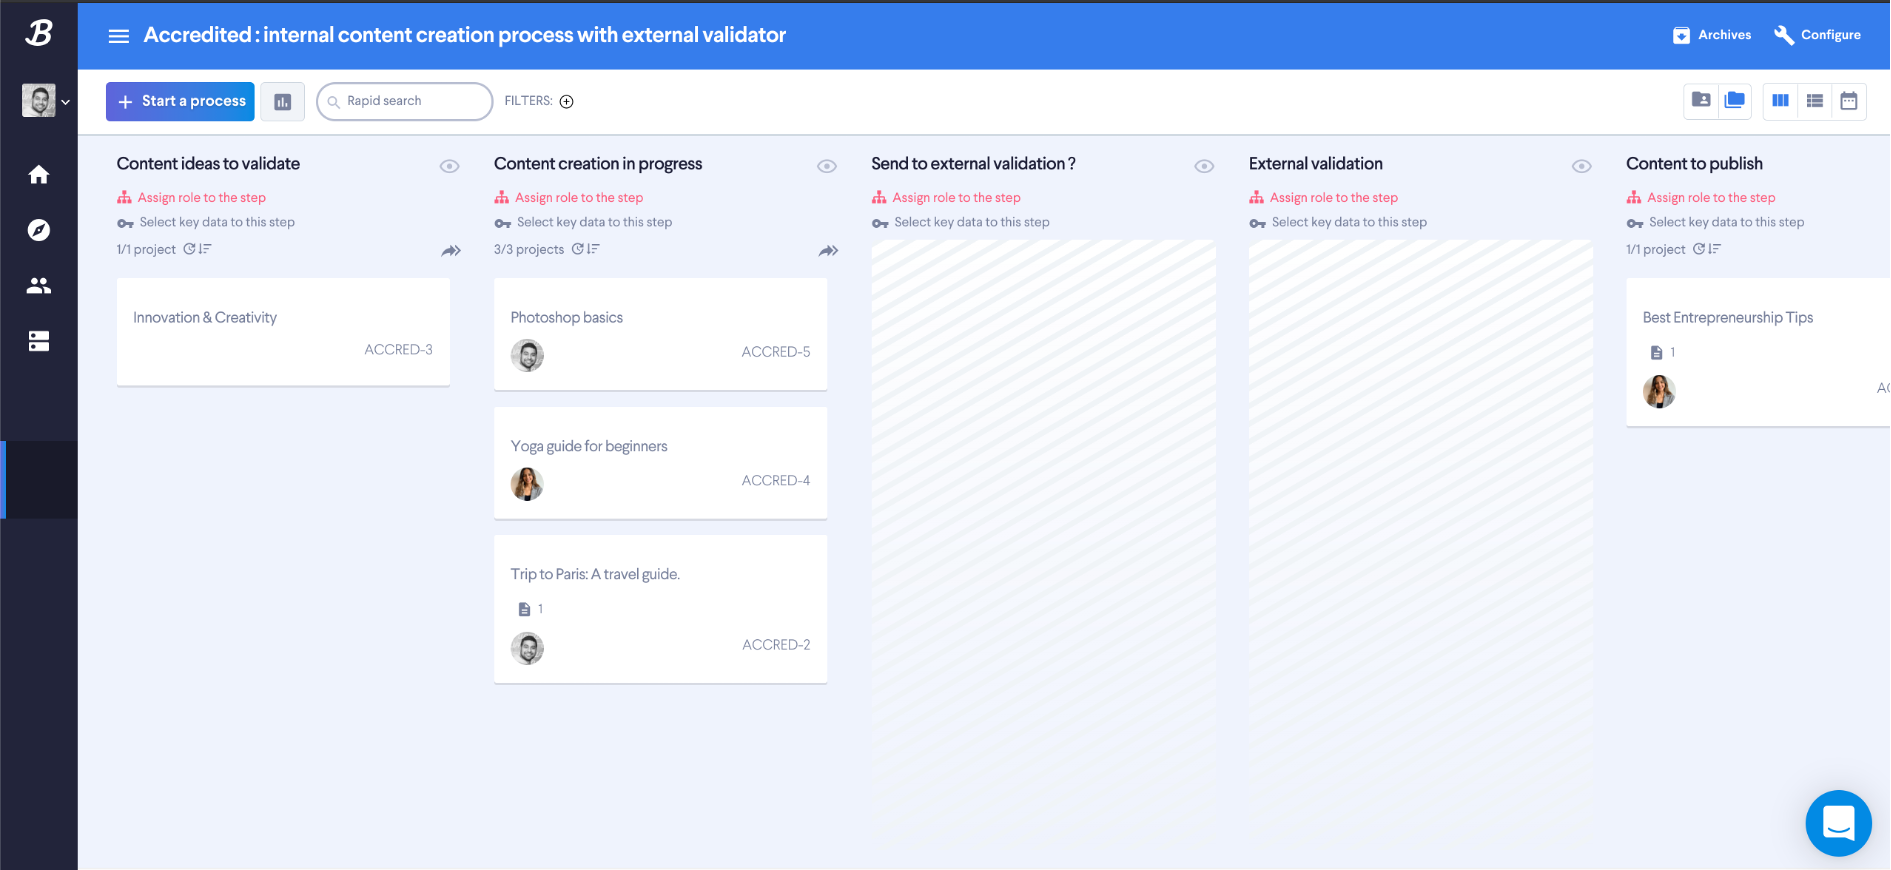 B
Accredited : internal content creation process with external validator
Archives
Configure
Start a process
Rapid search
FILTERS:
Content ideas to validate
Assign role to the step
Select key data to this step
1/1 project
Innovation & Creativity
ACCRED-3
Content creation in progress
Assign role to the step
Select key data to this step
3/3 projects
Photoshop basics
ACCRED-5
Yoga guide for beginners
ACCRED-4
Trip to Paris: A travel guide.
1
ACCRED-2
Send to external validation ?
Assign role to the step
Select key data to this step
External validation
Assign role to the step
Select key data to this step
Content to publish
Assign role to the step
Select key data to this step
1/1 project
Best Entrepreneurship Tips
1